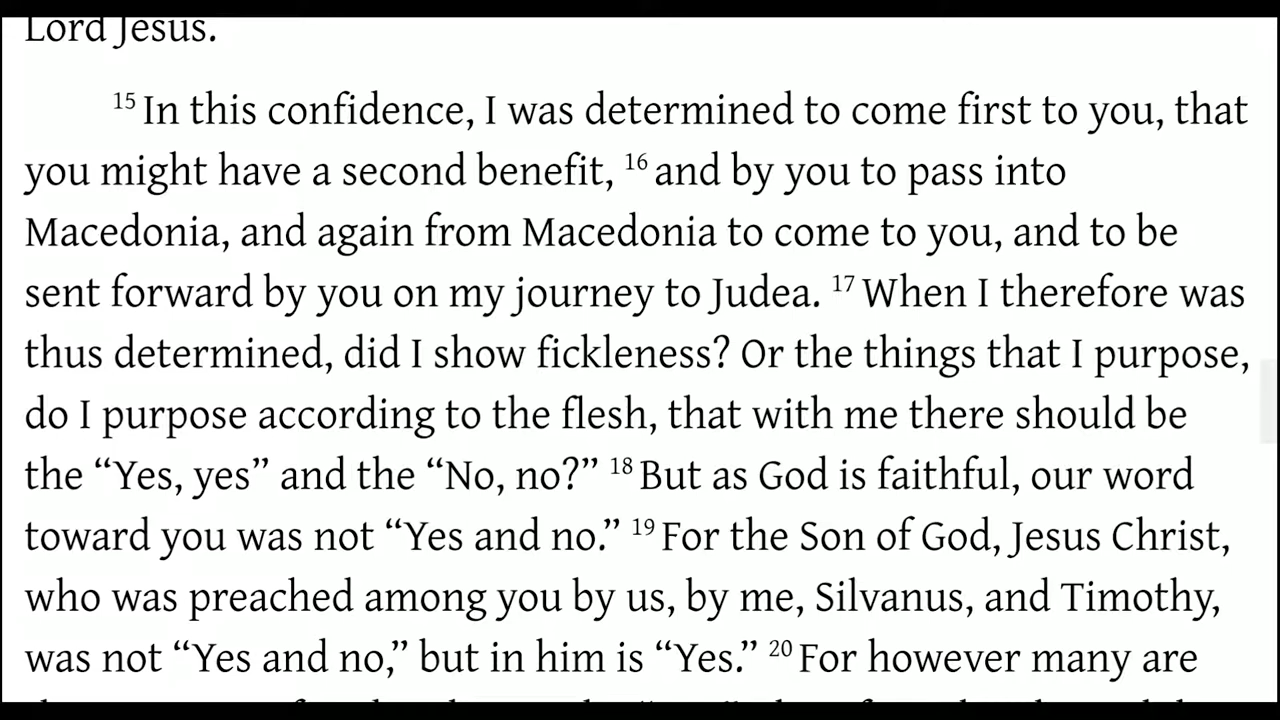 Lord Jesus.
15 In this confidence, I was determined to come first to you, that
you might have a second benefit, 16 and by you to pass into
Macedonia, and again from Macedonia to come to you, and to be
sent forward by you on my journey to Judea. 17 When I therefore was
thus determined, did I show fickleness? Or the things that I purpose,
do I purpose according to the flesh, that with me there should be
the “Yes, yes” and the “No, no?” 18 But as God is faithful, our word
toward you was not “Yes and no.” 19 For the Son of God, Jesus Christ,
who was preached among you by us, by me, Silvanus, and Timothy,
was not “Yes and no,” but in him is “Yes.” 20 For however many are